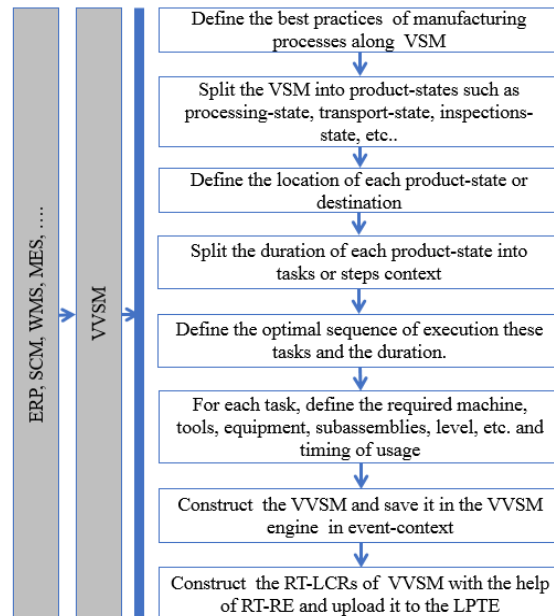 ERP, SCM, WMS, MES, ....
VVSM
Define the best practices of manufacturing
processes along VSM
Split the VSM into product-states such as
processing-state, transport-state, inspections-
state, etc..
Define the location of each product-state or
destination
Split the duration of each product-state into
tasks or steps context
Define the optimal sequence of execution these
tasks and the duration.
For each task, define the required machine,
tools, equipment, subassemblies, level, etc. and
timing of usage
Construct the VVSM and save it in the VVSM
engine in event-context
Construct the RT-LCRs of VVSM with the help
of RT-RE and upload it to the LPTE